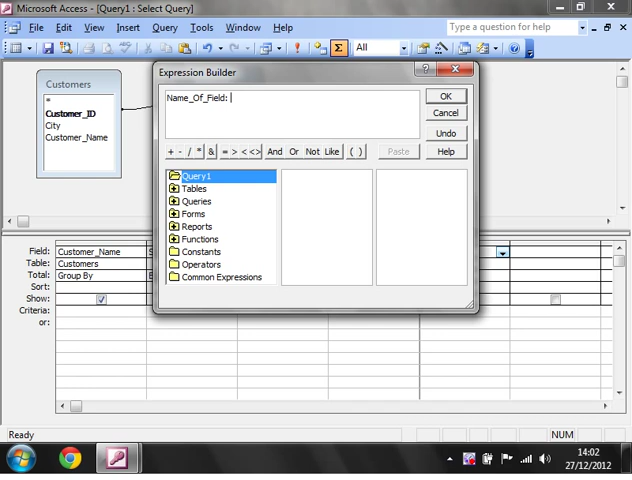 Microsoft Access - [Query1 : Select Query]
File Edit View Insert Query Tools Window Help Type a question for help
All
Customers
*
Customer_ID
City
Customer_Name
Expression Builder
Name_Of_Field:
OK
Cancel
Undo
+ - / * & = > < <> And Or Not Like ( ) Paste Help
Query1
Tables
Queries
Forms
Reports
Functions
Constants
Operators
Common Expressions
Field: Customer_Name
Table: Customers
Total: Group By
Sort:
Show:
Criteria:
or:
Ready NUM
14:02
27/12/2012